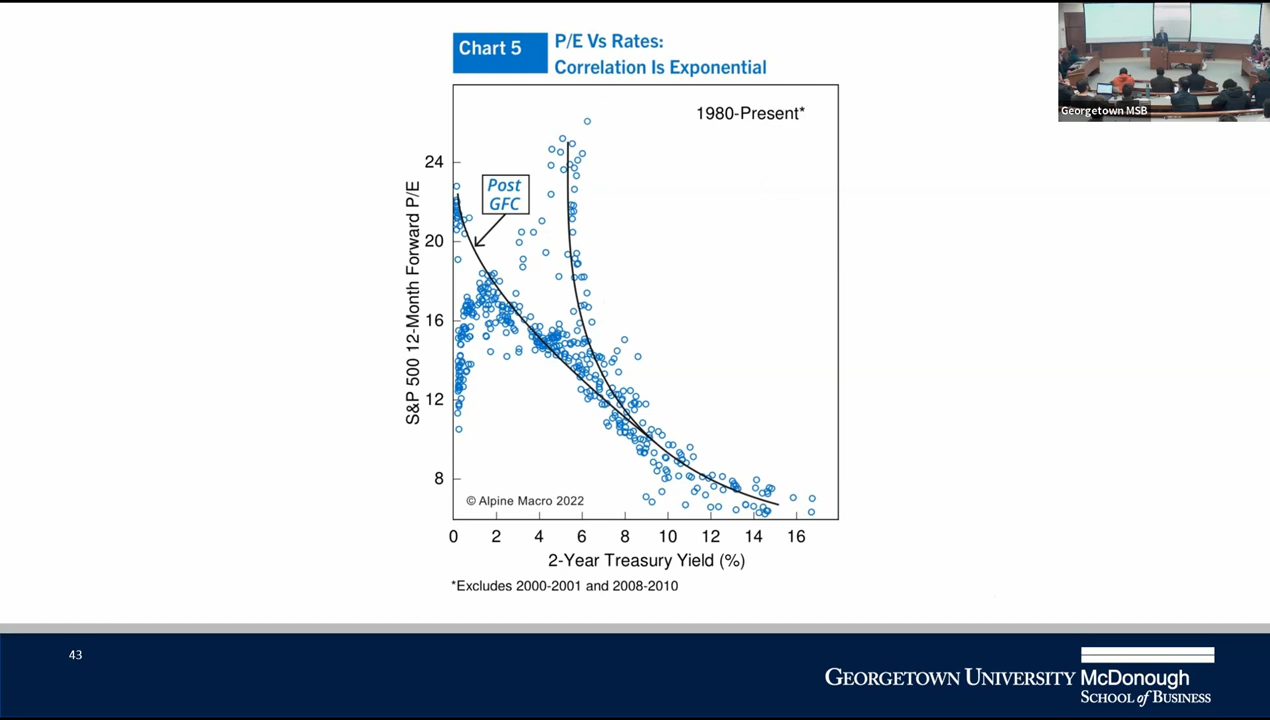 Chart 5
P/E Vs Rates:
Correlation Is Exponential
Georgetown MSB
1980-Present*
S&P 500 12-Month Forward P/E
24
20
16
12
8
Post
GFC
© Alpine Macro 2022
0 2 4 6 8 10 12 14 16
2-Year Treasury Yield (%)
*Excludes 2000-2001 and 2008-2010
43
GEORGETOWN UNIVERSITY McDonough
SCHOOL of BUSINESS